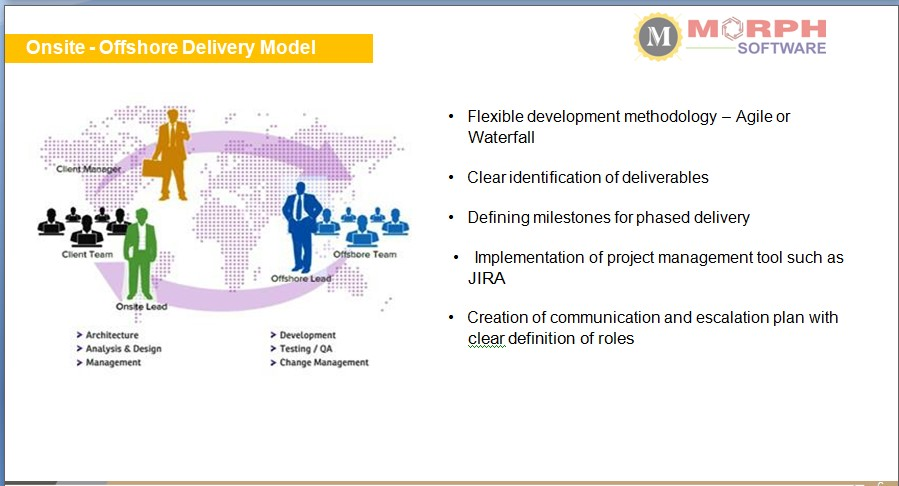 Onsite - Offshore Delivery Model
M
MORPH
SOFTWARE
Client Manager
Client Team
Onsite Lead
Offshore Lead
Offshore Team
> Architecture
> Analysis & Design
> Management
> Development
> Testing / QA
> Change Management
• Flexible development methodology – Agile or
Waterfall
• Clear identification of deliverables
• Defining milestones for phased delivery
• Implementation of project management tool such as
JIRA
• Creation of communication and escalation plan with
clear definition of roles